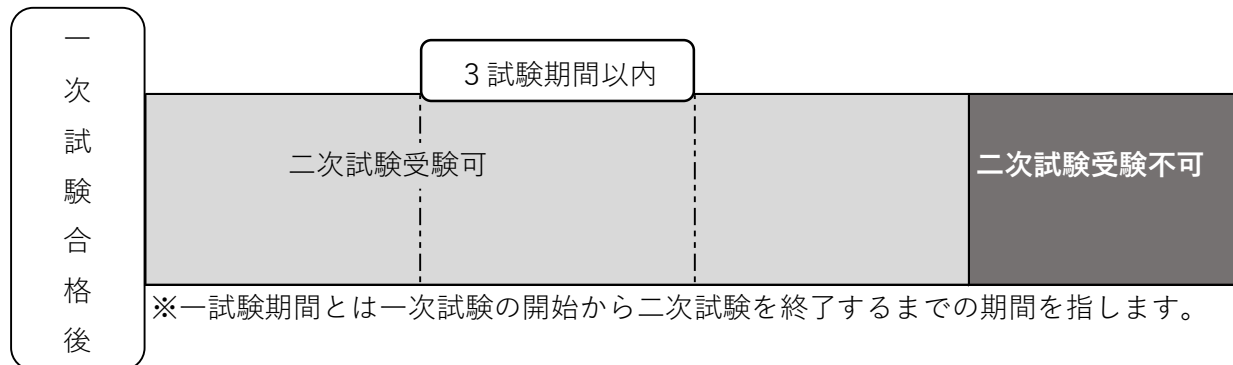 一次試験合格後
3試験期間以内
二次試験受験可
二次試験受験不可
※一試験期間とは一次試験の開始から二次試験を終了するまでの期間を指します。